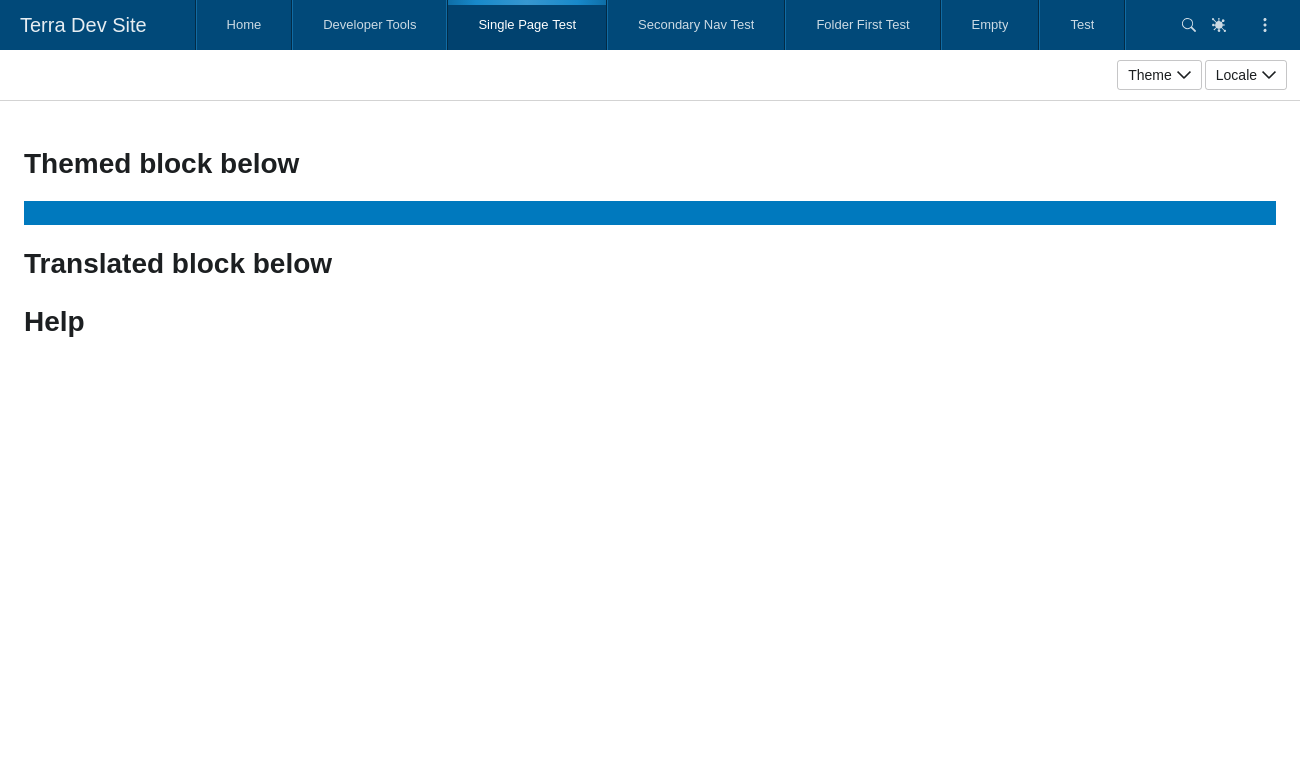 Terra Dev Site
Home
Developer Tools
Single Page Test
Secondary Nav Test
Folder First Test
Empty
Test
Theme
Locale
Themed block below
Translated block below
Help